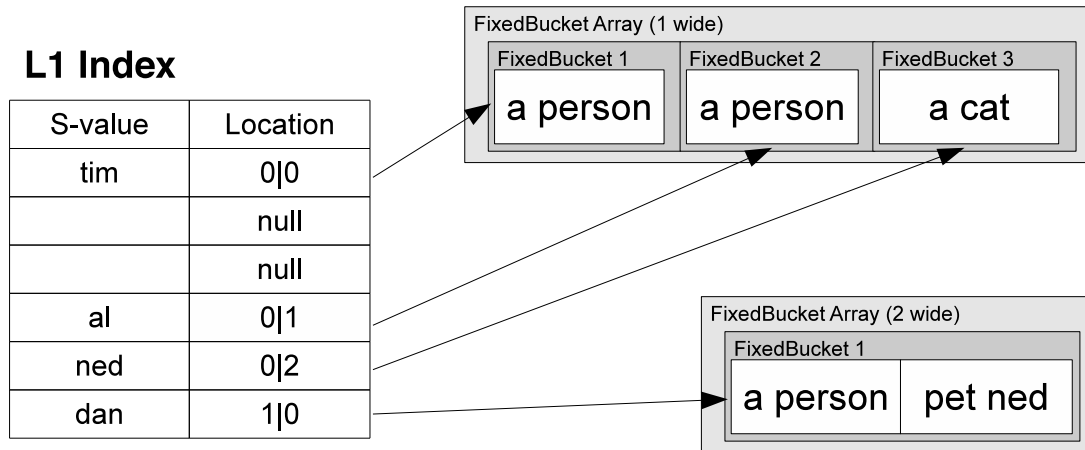 L1 Index
S-value Location
tim 0|0
null
null
al 0|1
ned 0|2
dan 1|0
FixedBucket Array (1 wide)
FixedBucket 1 FixedBucket 2 FixedBucket 3
a person a person a cat
FixedBucket Array (2 wide)
FixedBucket 1
a person pet ned